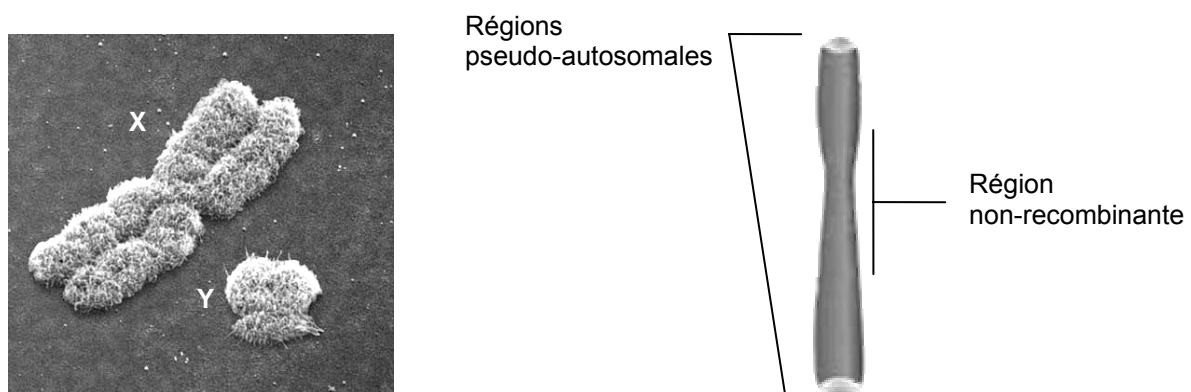 X
Y
Régions
pseudo-autosomales
Région
non-recombinante